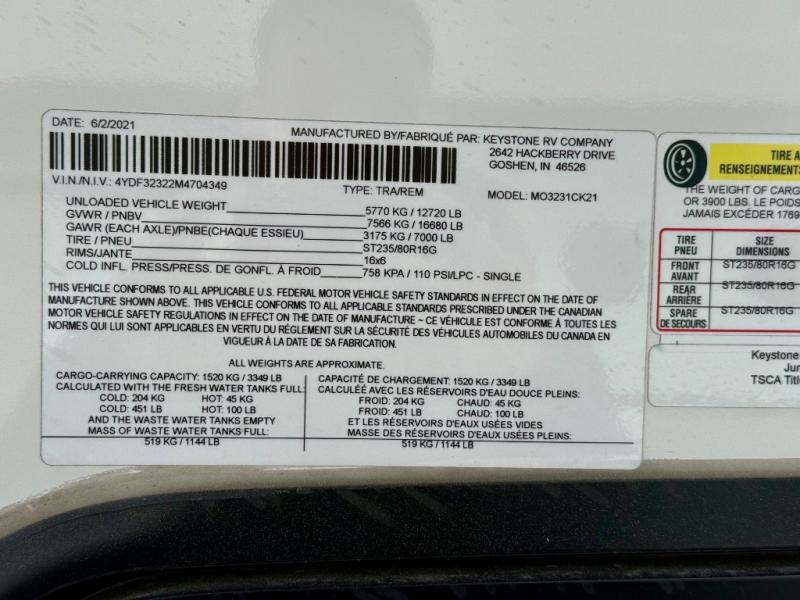 DATE: 6/2/2021
MANUFACTURED BY/FABRIQUÉ PAR: KEYSTONE RV COMPANY
2642 HACKBERRY DRIVE
GOSHEN, IN 46526
V.I.N./N.I.V.: 4YDF32322M4704349
TYPE: TRA/REM
MODEL: MO3231CK21
UNLOADED VEHICLE WEIGHT 5770 KG / 12720 LB
GVWR / PNBV 7566 KG / 16680 LB
GAWR (EACH AXLE)/PNBE(CHAQUE ESSIEU) 3175 KG / 7000 LB
TIRE / PNEU ST235/80R16G
RIMS/JANTE 16x6
COLD INFL. PRESS/PRESS. DE GONFL. À FROID 758 KPA / 110 PSI/LPC - SINGLE
THIS VEHICLE CONFORMS TO ALL APPLICABLE U.S. FEDERAL MOTOR VEHICLE SAFETY STANDARDS IN EFFECT ON THE DATE OF
MANUFACTURE SHOWN ABOVE. THIS VEHICLE CONFORMS TO ALL APPLICABLE STANDARDS PRESCRIBED UNDER THE CANADIAN
MOTOR VEHICLE SAFETY REGULATIONS IN EFFECT ON THE DATE OF MANUFACTURE ~ CE VÉHICULE EST CONFORME À TOUTES LES
NORMES QUI LUI SONT APPLICABLES EN VERTU DU RÉGLEMENT SUR LA SÉCURITÉ DES VÉHICULES AUTOMOBILES DU CANADA EN
VIGUEUR À LA DATE DE SA FABRICATION.
ALL WEIGHTS ARE APPROXIMATE.
CARGO-CARRYING CAPACITY: 1520 KG / 3349 LB
CALCULATED WITH THE FRESH WATER TANKS FULL:
COLD: 204 KG HOT: 45 KG
COLD: 451 LB HOT: 100 LB
AND THE WASTE WATER TANKS EMPTY
MASS OF WASTE WATER TANKS FULL:
519 KG / 1144 LB
CAPACITÉ DE CHARGEMENT: 1520 KG / 3349 LB
CALCULÉE AVEC LES RÉSERVOIRS D'EAU DOUCE PLEINS:
FROID: 204 KG CHAUD: 45 KG
FROID: 451 LB CHAUD: 100 LB
ET LES RÉSERVOIRS D'EAUX USÉES VIDES
MASSE DES RÉSERVOIRS D'EAUX USÉES PLEINS:
519 KG / 1144 LB
TIRE A
RENSEIGNEMENTS
THE WEIGHT OF CARG
OR 3900 LBS. LE POIDS
JAMAIS EXCÉDER 1769
TIRE SIZE
PNEU DIMENSIONS
FRONT ST235/80R16G
AVANT
REAR ST235/80R16G
ARRIÈRE
SPARE ST235/80R16G
DE SECOURS
Keystone
Jun
TSCA Titl